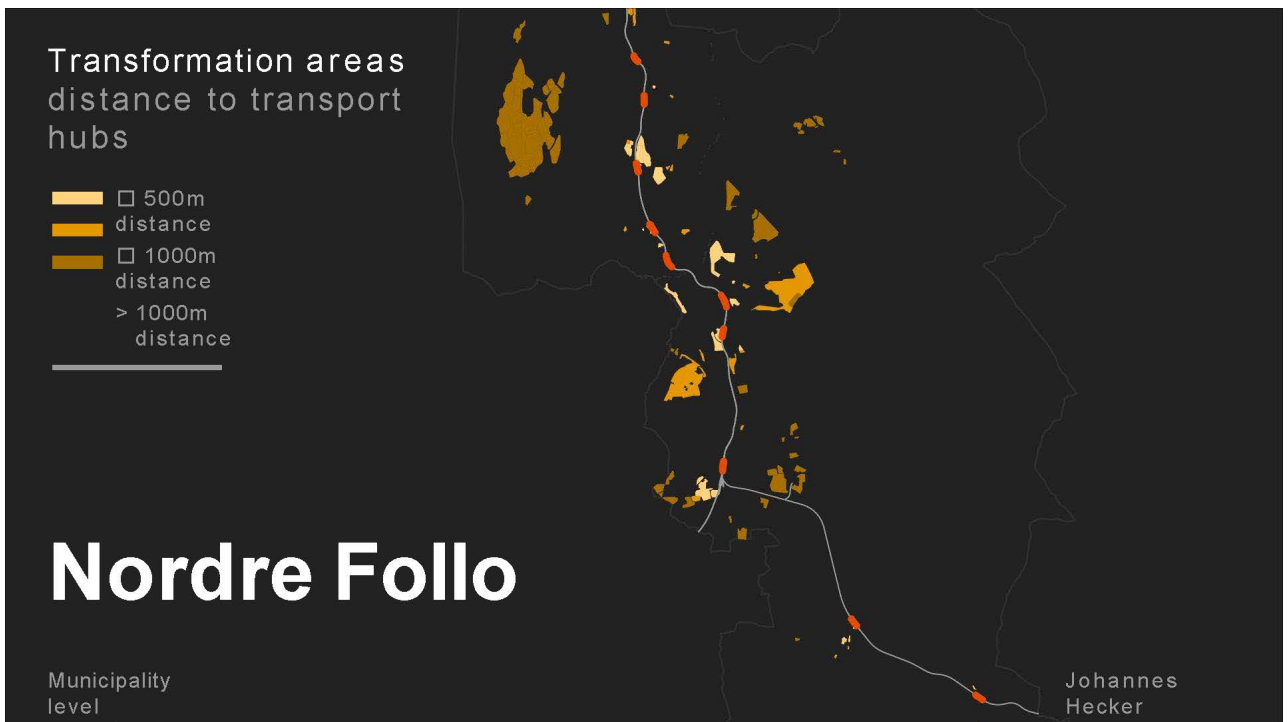 Transformation areas
distance to transport
hubs
□ 500m
distance
□ 1000m
distance
> 1000m
distance
Nordre Follo
Municipality
level
Johannes
Hecker